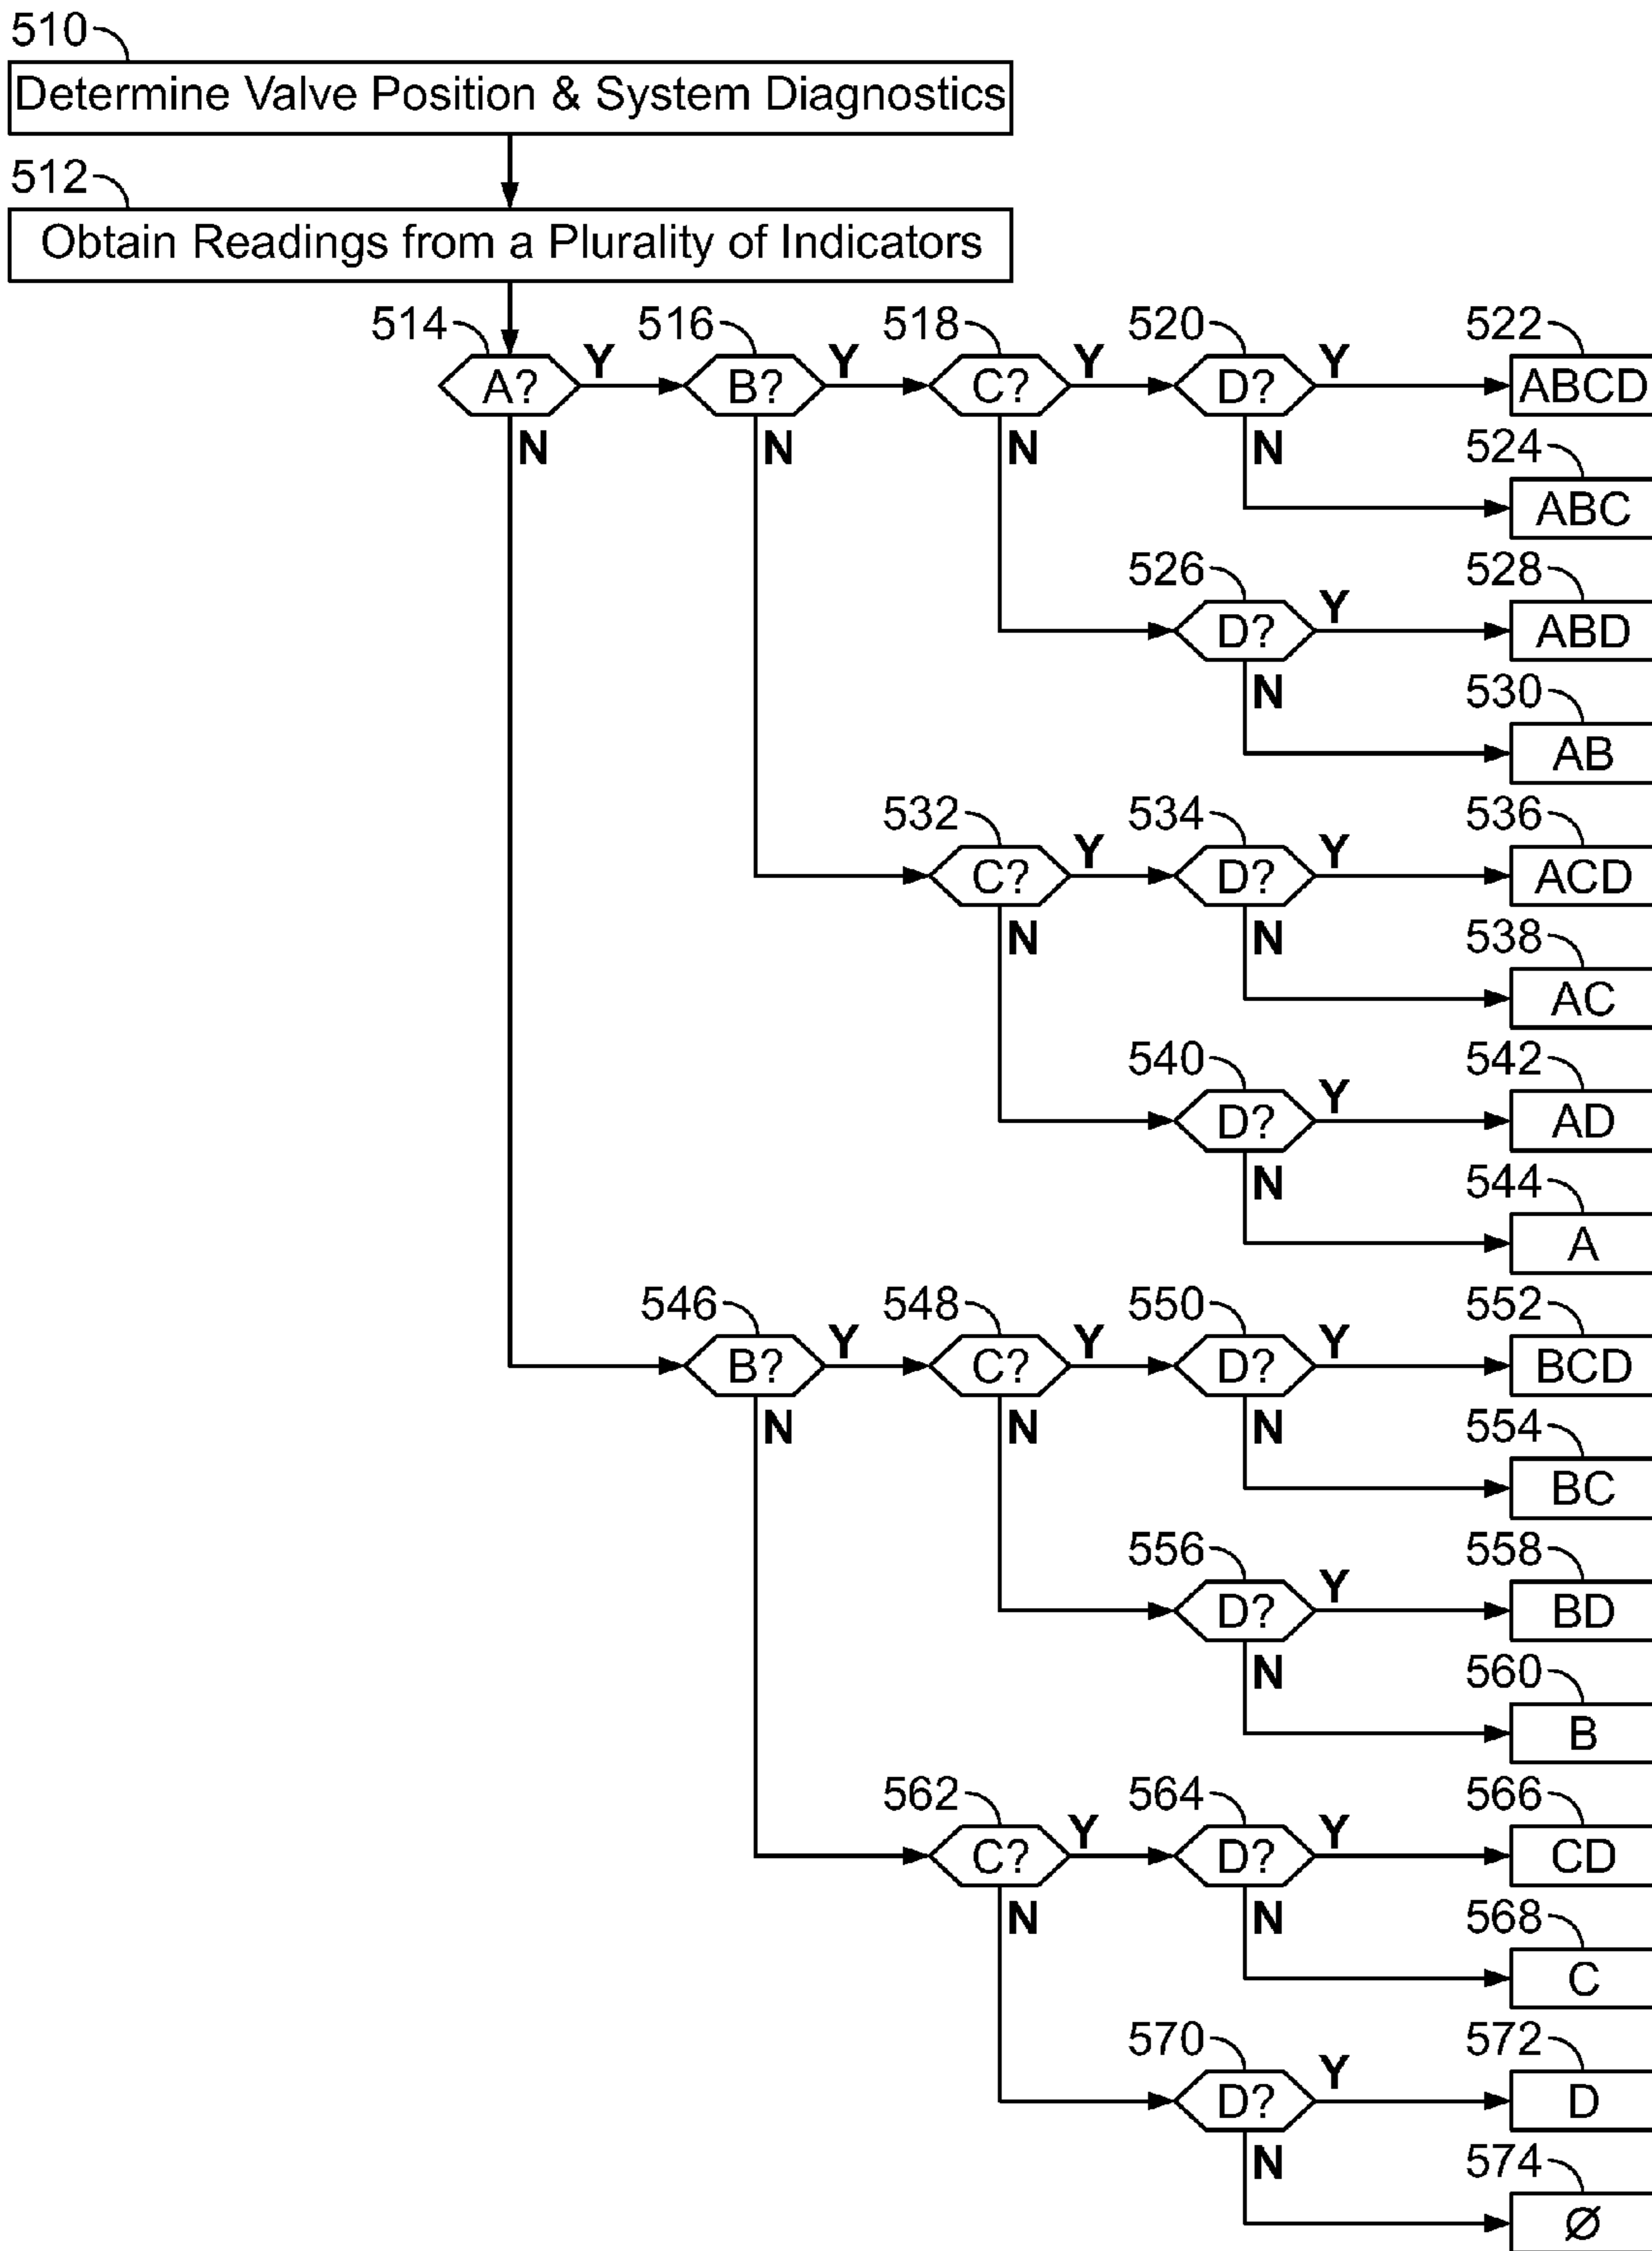 510
Determine Valve Position & System Diagnostics
512
Obtain Readings from a Plurality of Indicators
514 516 518 520 522
A? Y B? Y C? Y D? Y ABCD
N N N N
524
ABC
526 528
D? Y ABD
N
530
AB
532 534 536
C? Y D? Y ACD
N N
538
AC
540 542
D? Y AD
N
544
A
546 548 550 552
B? Y C? Y D? Y BCD
N N N
554
BC
556 558
D? Y BD
N
560
B
562 564 566
C? Y D? Y CD
N N
568
C
570 572
D? Y D
N
574
Ø